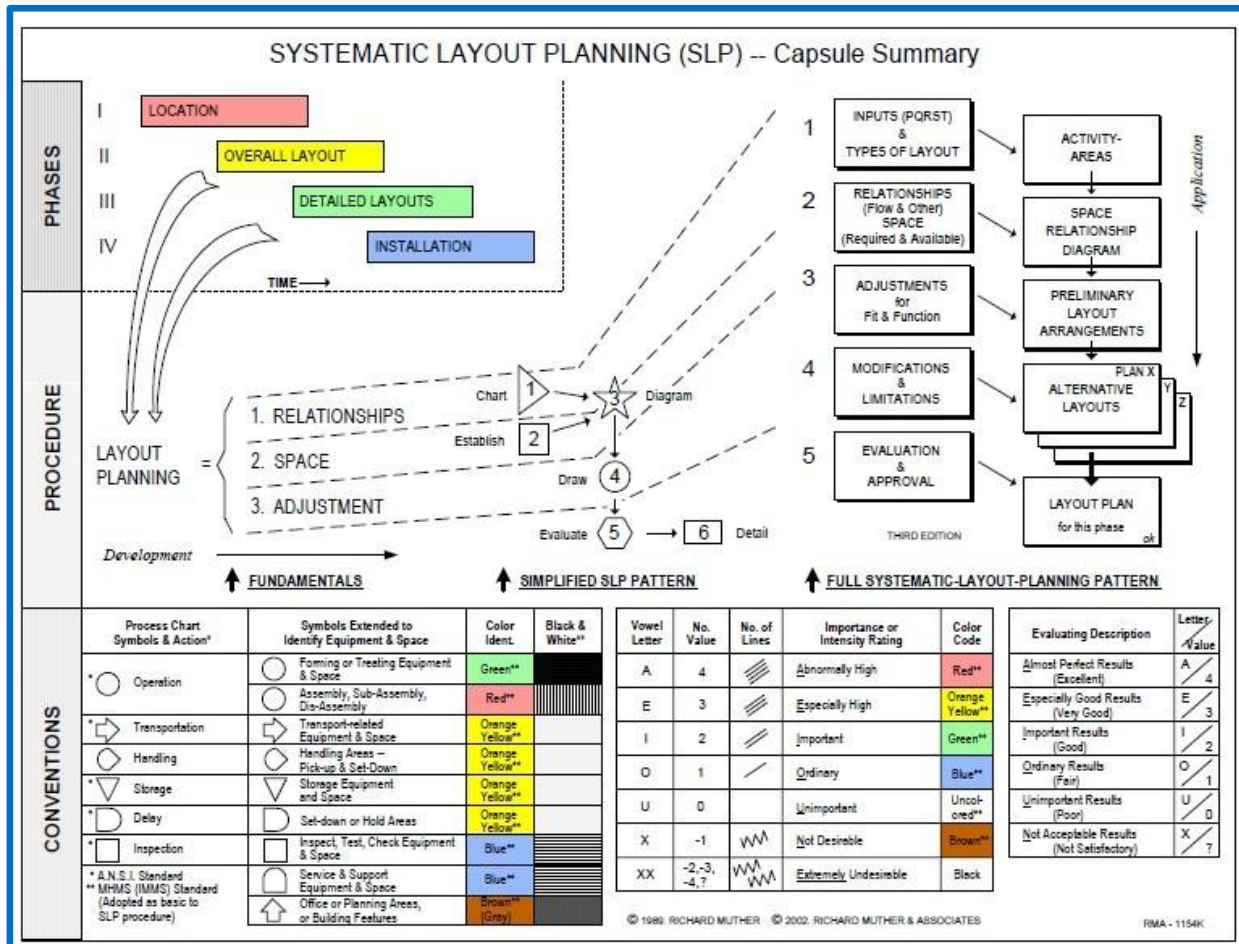 SYSTEMATIC LAYOUT PLANNING (SLP) -- Capsule Summary
PHASES
I
LOCATION
II
OVERALL LAYOUT
III
DETAILED LAYOUTS
IV
INSTALLATION
TIME
PROCEDURE
LAYOUT
PLANNING
=
1. RELATIONSHIPS
2. SPACE
3. ADJUSTMENT
Development
FUNDAMENTALS
Chart
1
3
Diagram
Establish
2
Draw
4
Evaluate
5
6
Detail
SIMPLIFIED SLP PATTERN
1
INPUTS (PQRST)
&
TYPES OF LAYOUT
ACTIVITY-
AREAS
2
RELATIONSHIPS
(Flow & Other)
SPACE
(Required & Available)
SPACE
RELATIONSHIP
DIAGRAM
3
ADJUSTMENTS
for
Fit & Function
PRELIMINARY
LAYOUT
ARRANGEMENTS
4
MODIFICATIONS
&
LIMITATIONS
PLAN X
Y
Z
ALTERNATIVE
LAYOUTS
5
EVALUATION
&
APPROVAL
LAYOUT PLAN
for this phase
ok
Application
THIRD EDITION
FULL SYSTEMATIC-LAYOUT-PLANNING PATTERN
CONVENTIONS
Process Chart
Symbols & Action*
Symbols Extended to
Identify Equipment & Space
Color
Ident.
Black &
White**
* Operation
Forming or Treating Equipment
& Space
Green**
Assembly, Sub-Assembly,
Dis-Assembly
Red**
* Transportation
Transport-related
Equipment & Space
Orange
Yellow**
Handling
Handling Areas –
Pick-up & Set-Down
Orange
Yellow**
* Storage
Storage Equipment
and Space
Orange
Yellow**
* Delay
Set-down or Hold Areas
Orange
Yellow**
* Inspection
Inspect, Test, Check Equipment
& Space
Blue**
* A.N.S.I. Standard
** MHMS (IMMS) Standard
(Adopted as basic to
SLP procedure)
Service & Support
Equipment & Space
Blue**
Office or Planning Areas,
or Building Features
Brown**
(Gray)
Vowel
Letter
No.
Value
No. of
Lines
Importance or
Intensity Rating
Color
Code
A
4
Abnormally High
Red**
E
3
Especially High
Orange
Yellow**
I
2
Important
Green**
O
1
Ordinary
Blue**
U
0
Unimportant
Uncol-
ored**
X
-1
Not Desirable
Brown**
XX
-2,-3,
-4,?
Extremely Undesirable
Black
Evaluating Description
Letter
Value
Almost Perfect Results
(Excellent)
A
4
Especially Good Results
(Very Good)
E
3
Important Results
(Good)
I
2
Ordinary Results
(Fair)
O
1
Unimportant Results
(Poor)
U
0
Not Acceptable Results
(Not Satisfactory)
X
?
© 1989. RICHARD MUTHER © 2002. RICHARD MUTHER & ASSOCIATES
RMA - 1154K